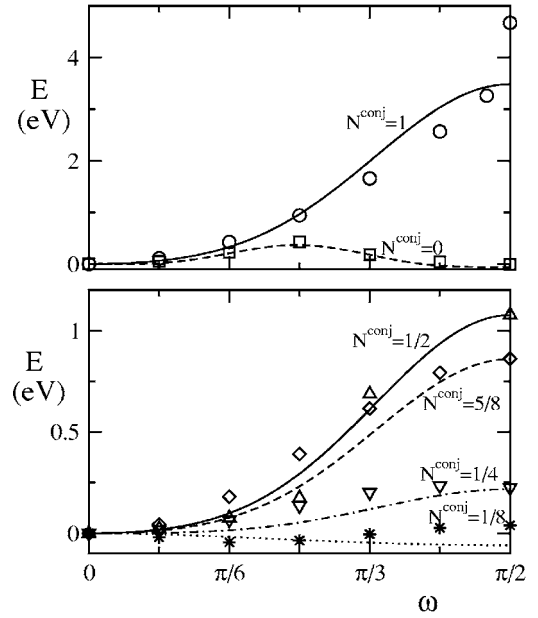 4
E
(eV)
2
0
N^conj=1
N^conj=0
1
E
(eV)
0.5
0
N^conj=1/2
N^conj=5/8
N^conj=1/4
N^conj=1/8
0
π/6
π/3
π/2
ω